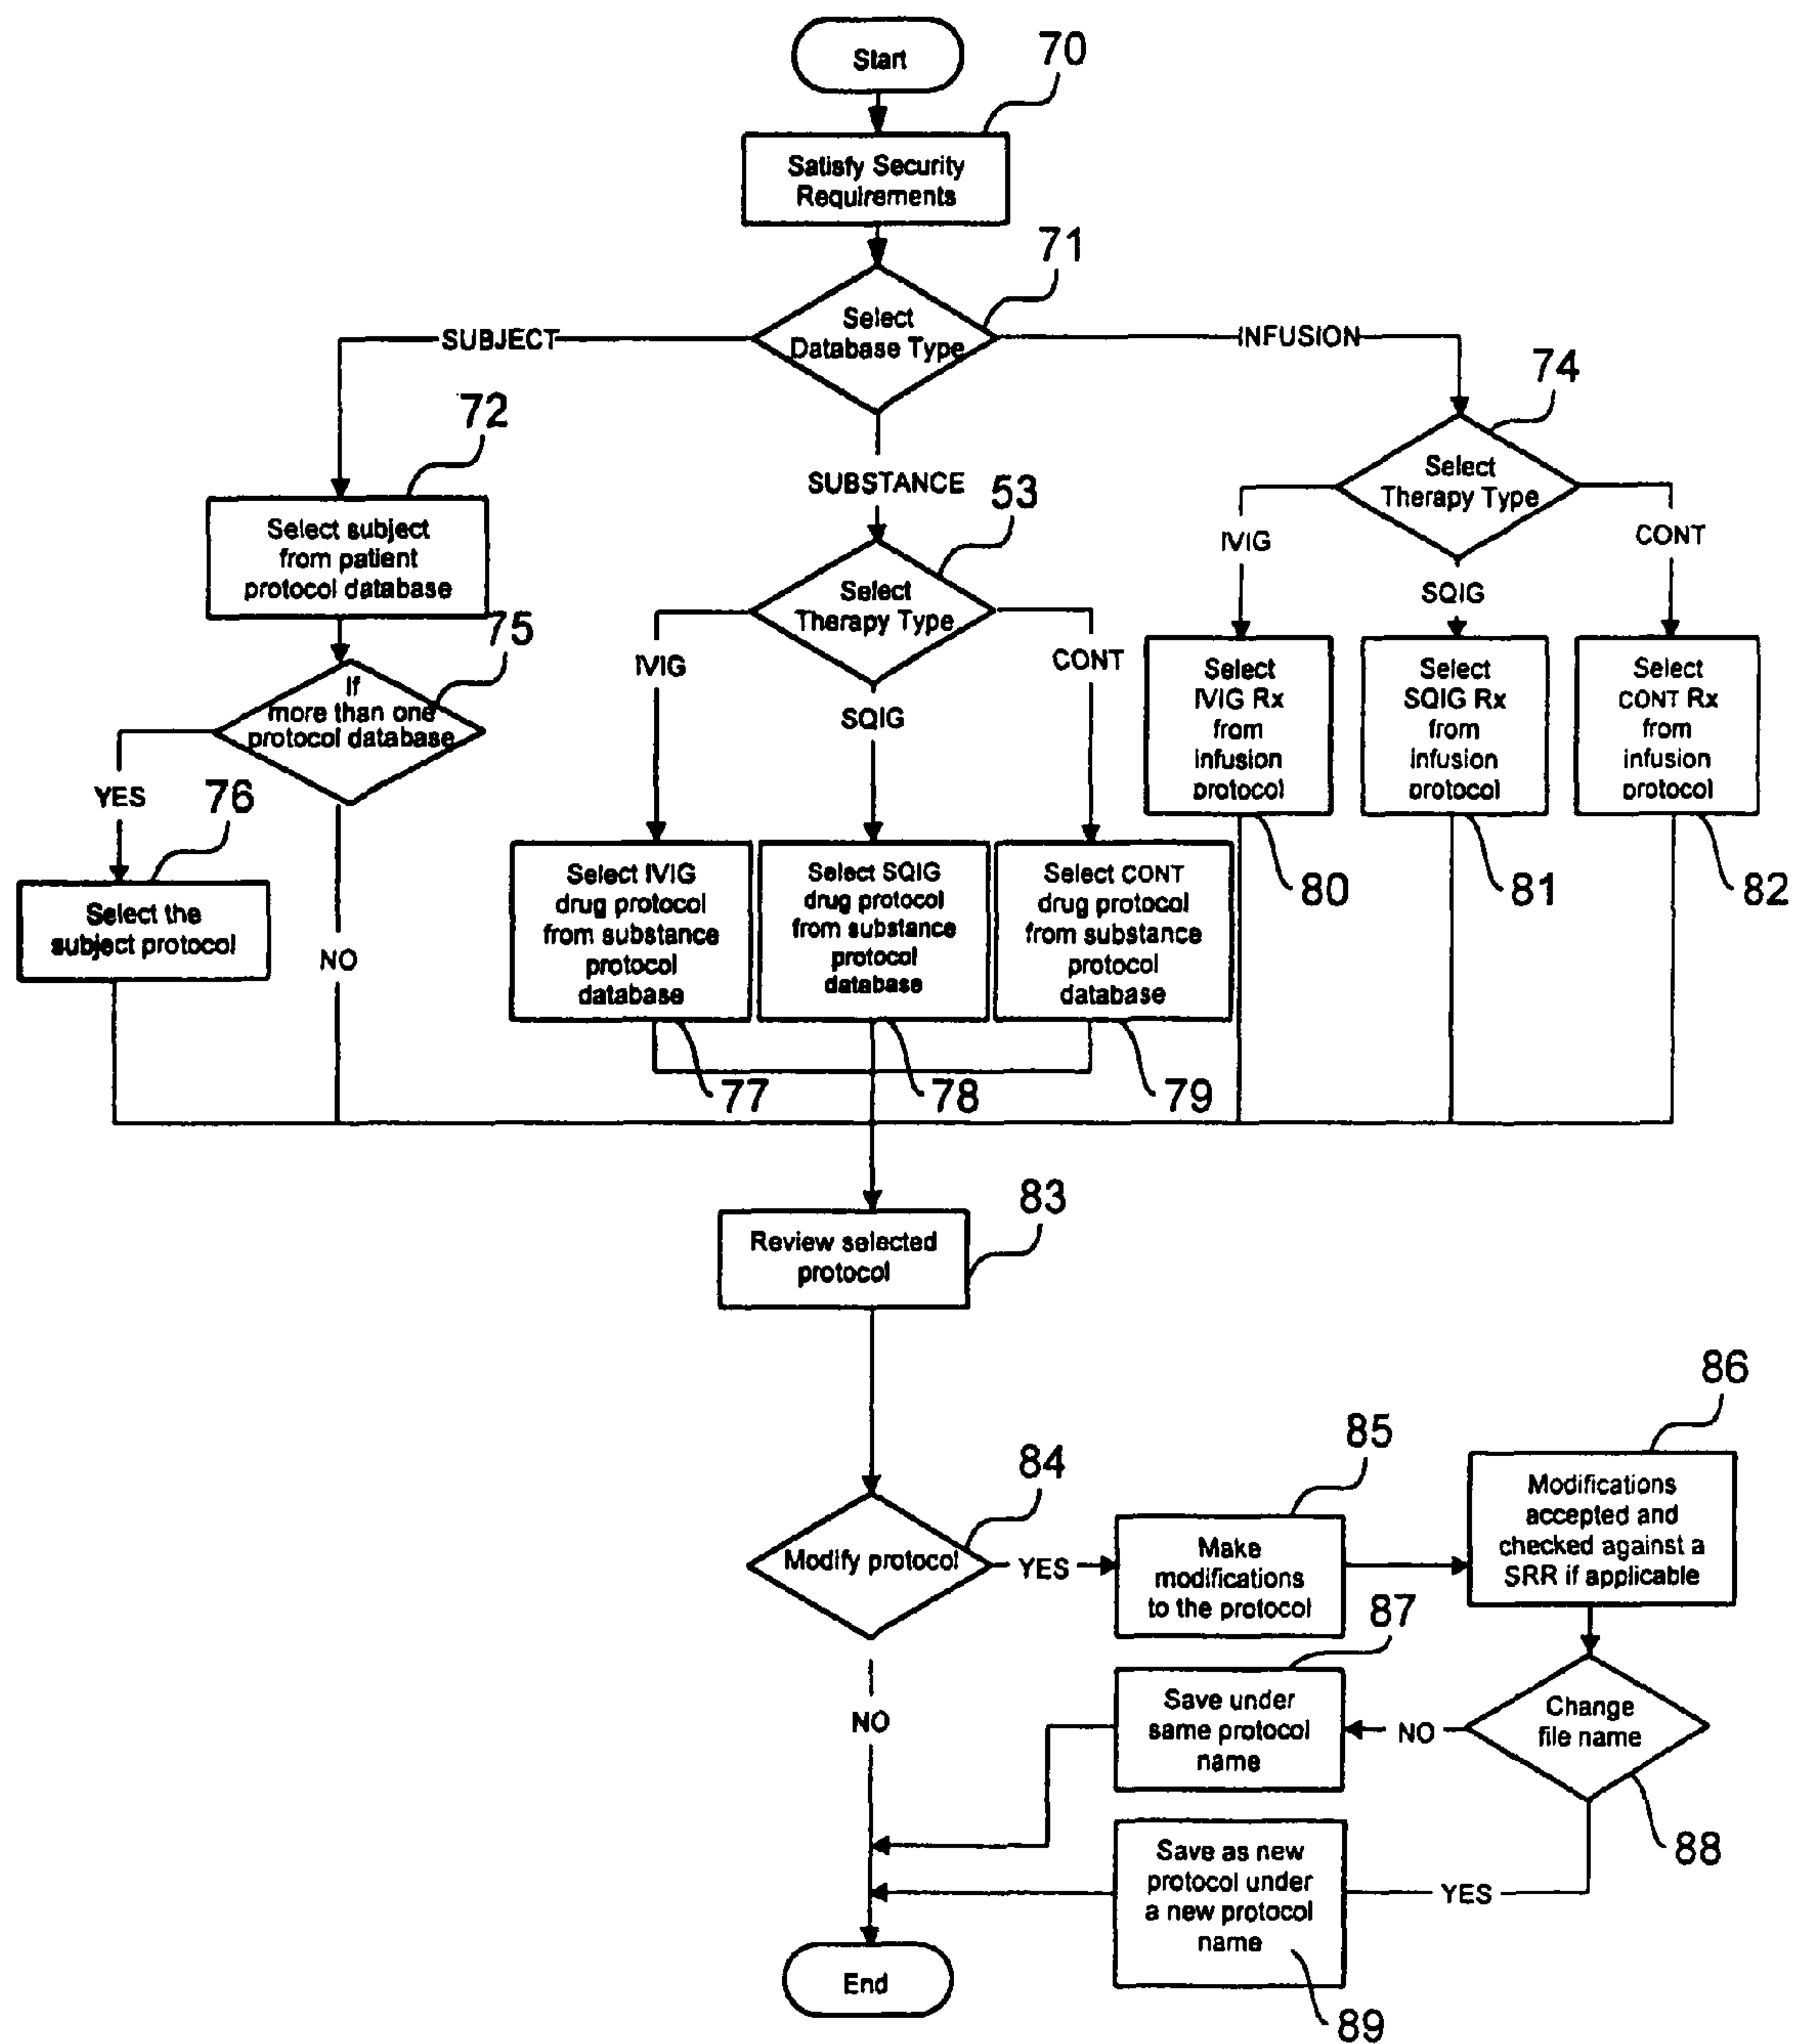 Start
70
Satisfy Security
Requirements
71
Select
Database Type
SUBJECT
INFUSION
74
Select
Therapy Type
72
Select subject
from patient
protocol database
SUBSTANCE
53
Select
Therapy Type
IVIG
SQIG
CONT
75
If
more than one
protocol database
IVIG
SQIG
CONT
Select
IVIG Rx
from
infusion
protocol
80
Select
SQIG Rx
from
infusion
protocol
81
Select
CONT Rx
from
infusion
protocol
82
YES
76
Select the
subject protocol
NO
Select IVIG
drug protocol
from substance
protocol
database
77
Select SQIG
drug protocol
from substance
protocol
database
78
Select CONT
drug protocol
from substance
protocol
database
79
Review selected
protocol
83
84
Modify protocol
YES
85
Make
modifications
to the protocol
86
Modifications
accepted and
checked against a
SRR if applicable
87
Save under
same protocol
name
NO
Change
file name
88
NO
Save as new
protocol under
a new protocol
name
YES
89
End